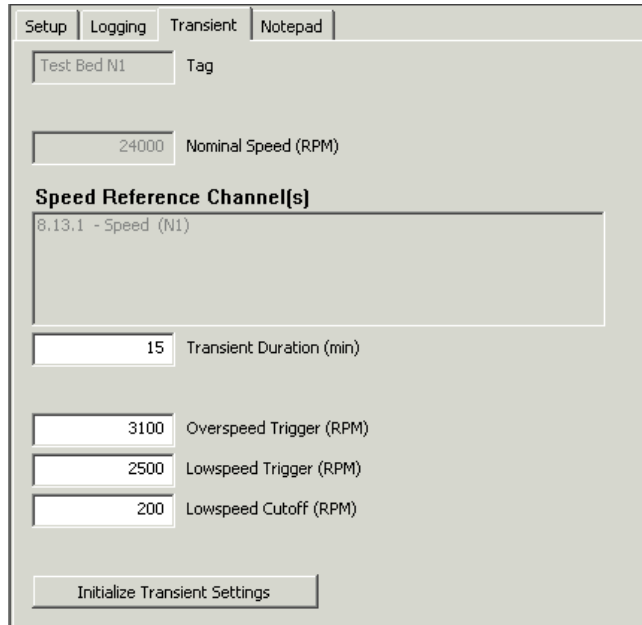 Setup Logging Transient Notepad
Test Bed N1 Tag
24000 Nominal Speed (RPM)
Speed Reference Channel(s)
8.13.1 - Speed (N1)
15 Transient Duration (min)
3100 Overspeed Trigger (RPM)
2500 Lowspeed Trigger (RPM)
200 Lowspeed Cutoff (RPM)
Initialize Transient Settings